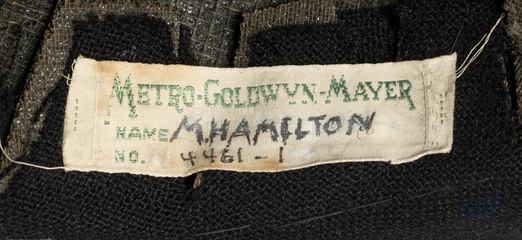 METRO-GOLDWYN-MAYER
NAME M.HAMILTON
NO. 4461-1